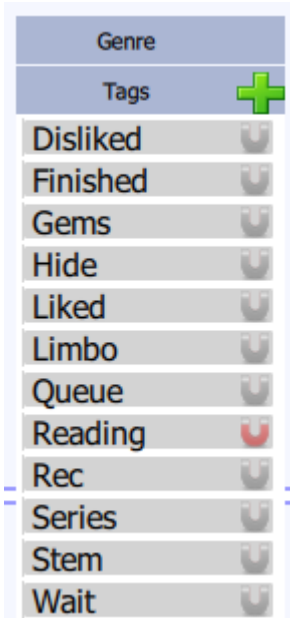 Genre
Tags
Disliked
Finished
Gems
Hide
Liked
Limbo
Queue
Reading
Rec
Series
Stem
Wait